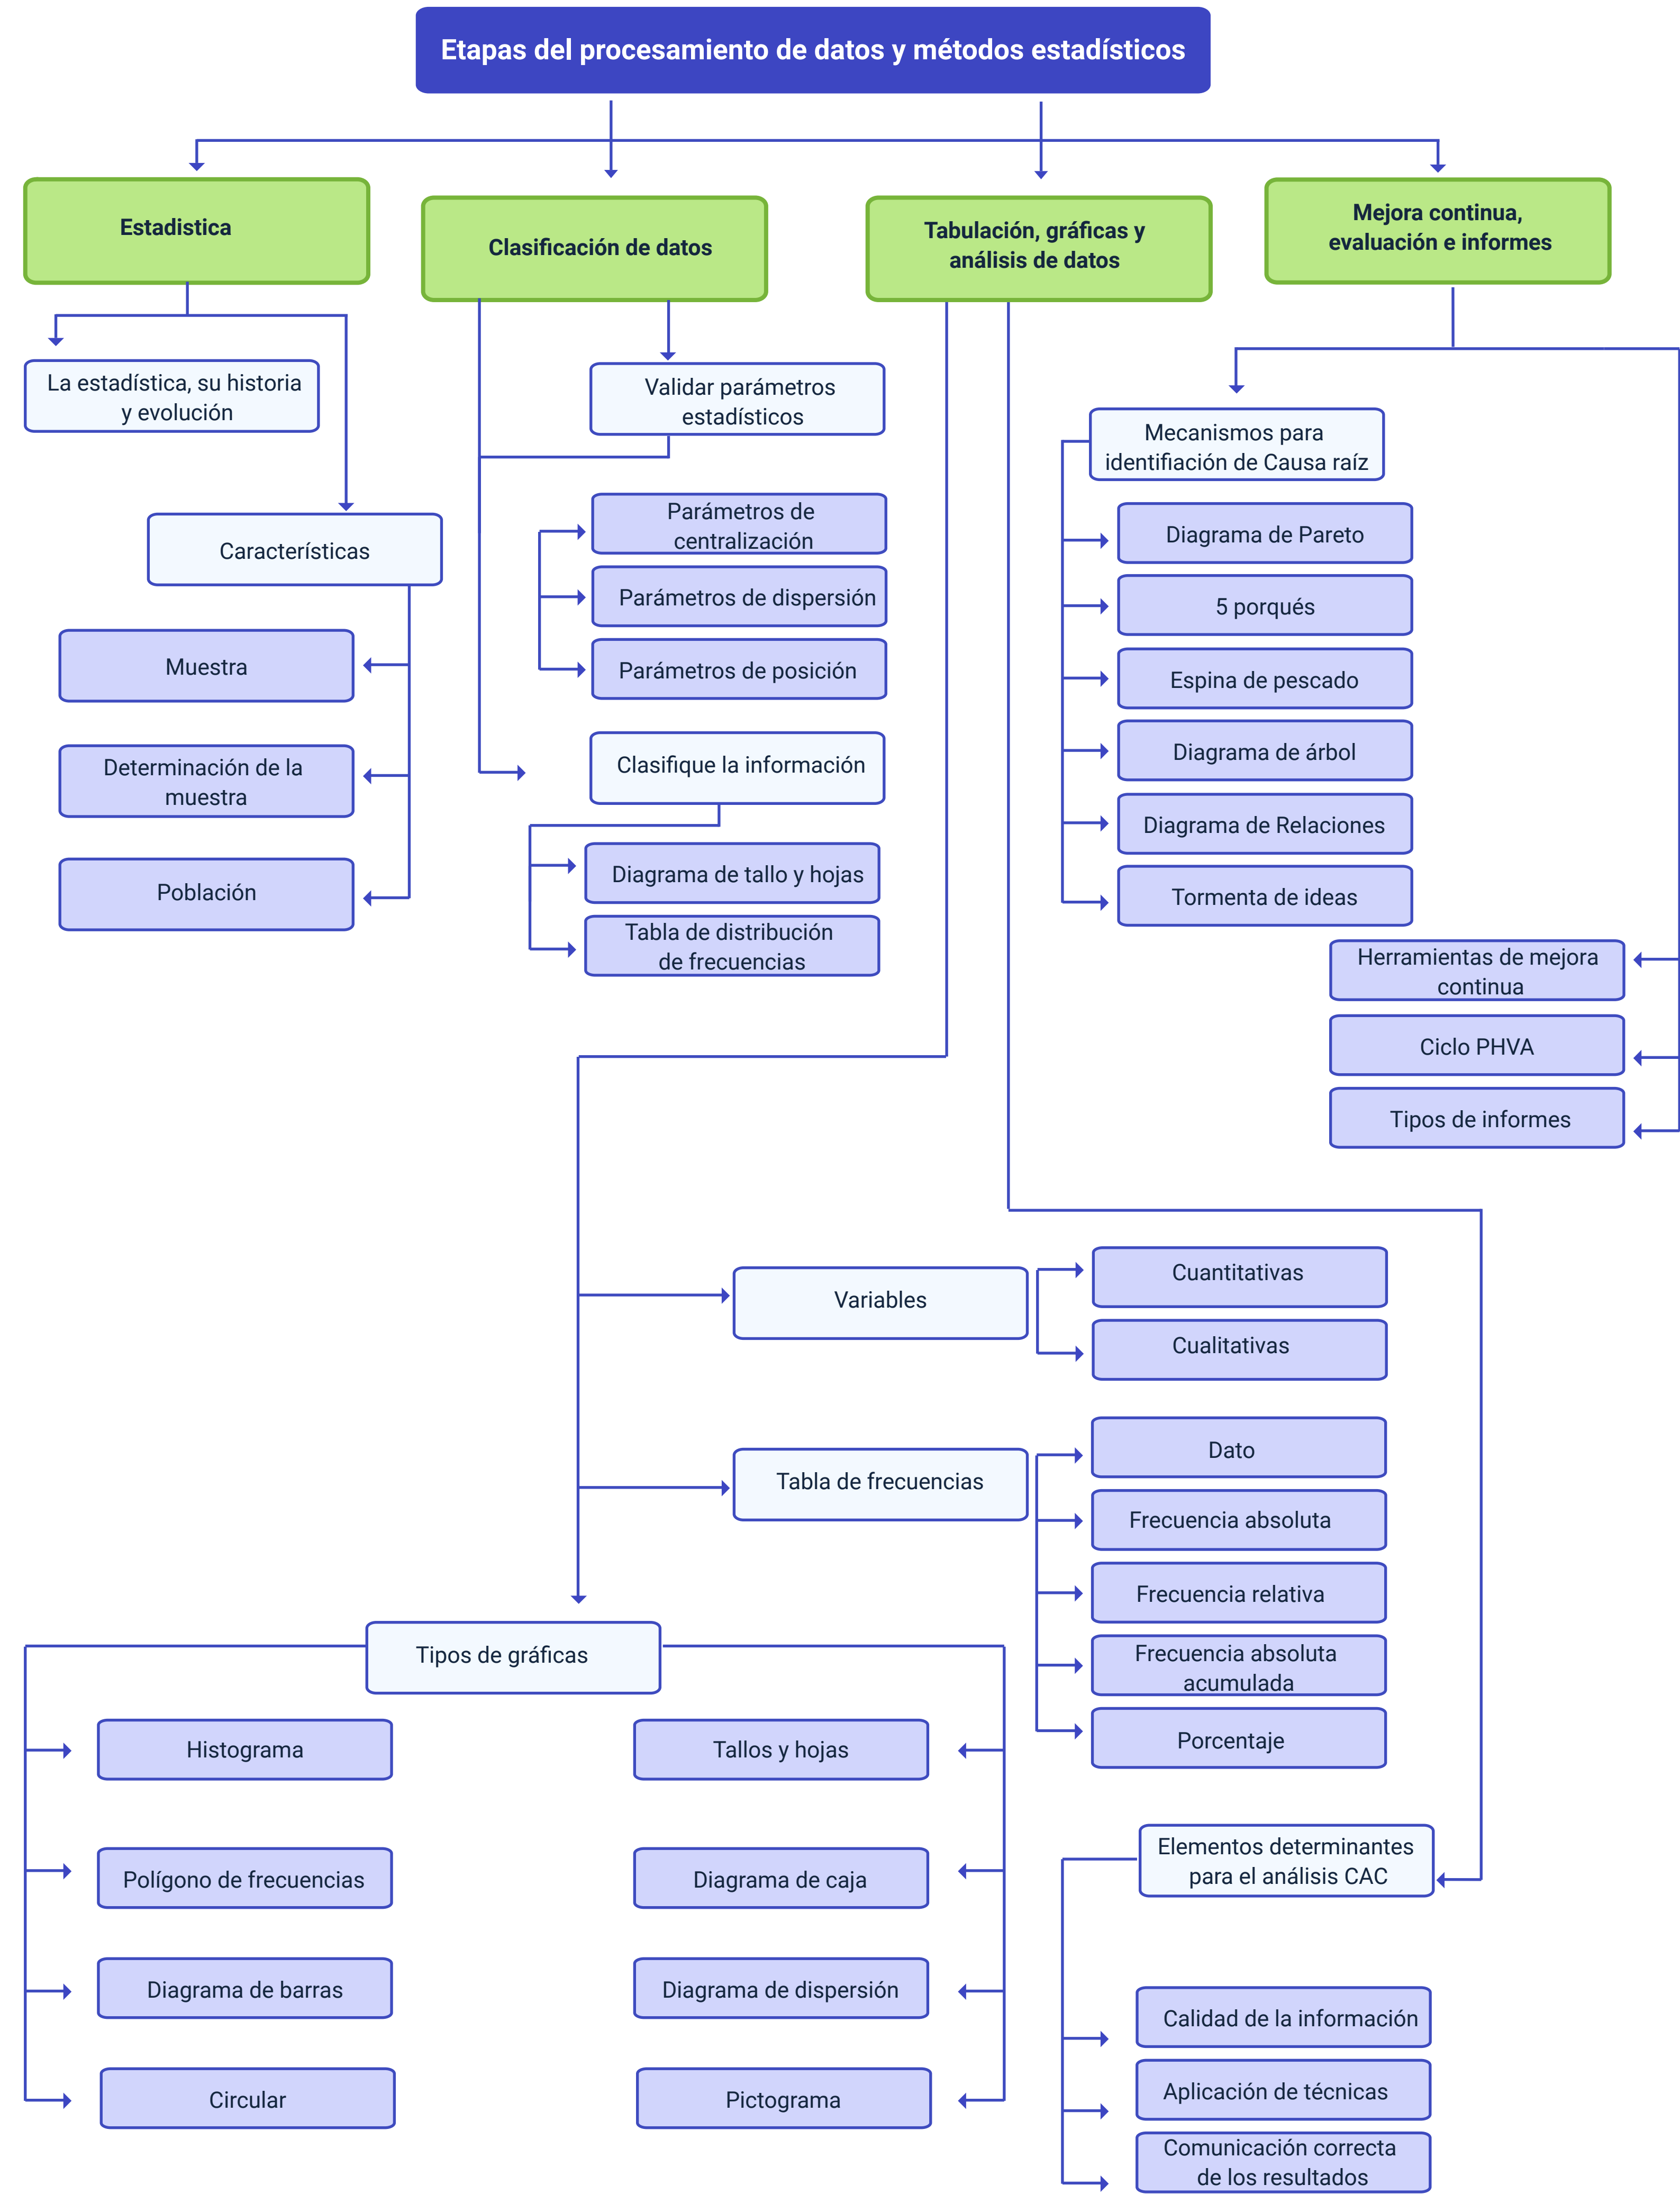 Etapas del procesamiento de datos y métodos estadísticos
Estadistica
Clasificación de datos
Tabulación, gráficas y
análisis de datos
Mejora continua,
evaluación e informes
La estadística, su historia
y evolución
Características
Muestra
Determinación de la
muestra
Población
Validar parámetros
estadísticos
Parámetros de
centralización
Parámetros de dispersión
Parámetros de posición
Clasifique la información
Diagrama de tallo y hojas
Tabla de distribución
de frecuencias
Mecanismos para
identifiación de Causa raíz
Diagrama de Pareto
5 porqués
Espina de pescado
Diagrama de árbol
Diagrama de Relaciones
Tormenta de ideas
Herramientas de mejora
continua
Ciclo PHVA
Tipos de informes
Variables
Cuantitativas
Cualitativas
Tabla de frecuencias
Dato
Frecuencia absoluta
Frecuencia relativa
Frecuencia absoluta
acumulada
Porcentaje
Tipos de gráficas
Histograma
Polígono de frecuencias
Diagrama de barras
Circular
Tallos y hojas
Diagrama de caja
Diagrama de dispersión
Pictograma
Elementos determinantes
para el análisis CAC
Calidad de la información
Aplicación de técnicas
Comunicación correcta
de los resultados